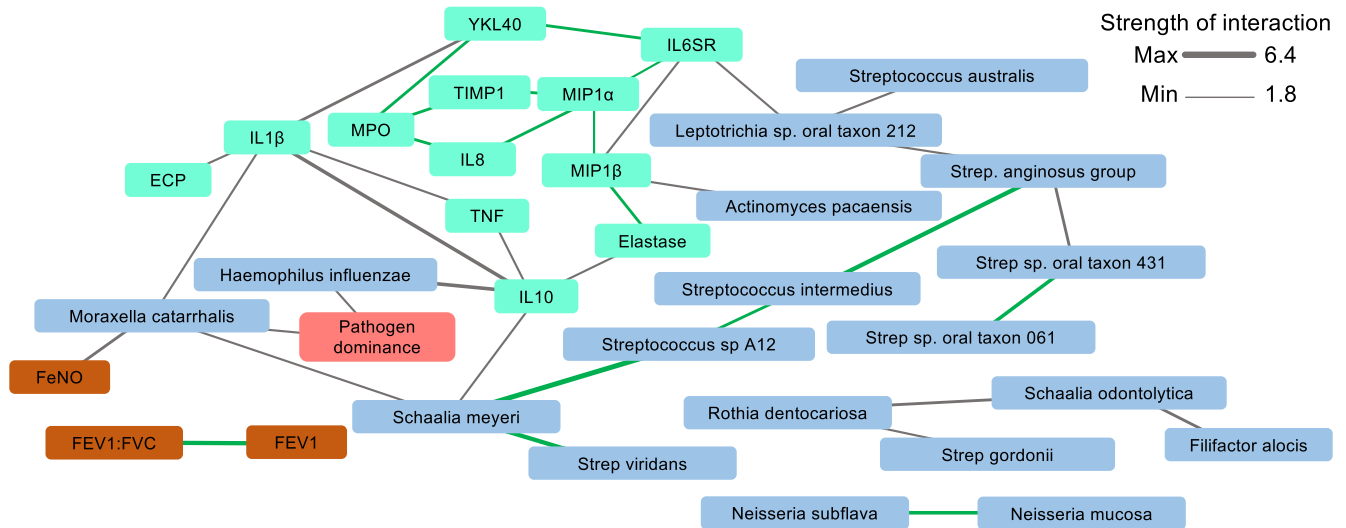 YKL40
Strength of interaction
Max 6.4
Min 1.8
IL6SR
Streptococcus australis
TIMP1
MIP1α
Leptotrichia sp. oral taxon 212
MPO
IL1β
IL8
MIP1β
Strep. anginosus group
ECP
Actinomyces pacaensis
TNF
Elastase
Strep sp. oral taxon 431
Haemophilus influenzae
Streptococcus intermedius
IL10
Moraxella catarrhalis
Pathogen
dominance
Strep sp. oral taxon 061
Streptococcus sp A12
FeNO
Schaalia odontolytica
Schaalia meyeri
Rothia dentocariosa
FEV1:FVC
FEV1
Filifactor alocis
Strep gordonii
Strep viridans
Neisseria subflava
Neisseria mucosa